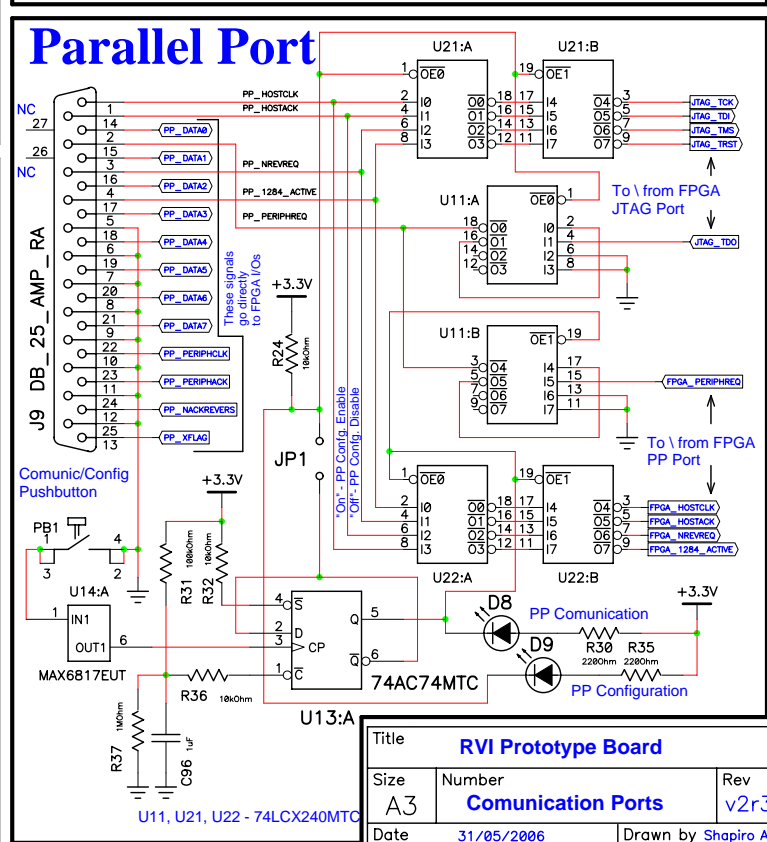 Parallel Port
U21:A
U21:B
PP_HOSTCLK
PP_HOSTACK
PP_NREVREQ
PP_1284_ACTIVE
PP_PERIPHREQ
1 OE0
2 I0 O0 18
4 I1 O1 16
6 I2 O2 14
8 I3 O3 12
19 OE1
17 I4 O4 3
15 I5 O5 5
13 I6 O6 7
11 I7 O7 9
JTAG_TCK
JTAG_TDI
JTAG_TMS
JTAG_TRST
To \ from FPGA
JTAG Port
JTAG_TDO
U11:A
OE0 1
18 O0 I0 2
16 O1 I1 4
14 O2 I2 6
12 O3 I3 8
U11:B
OE1 19
3 O4 I4 17
5 O5 I5 15
7 O6 I6 13
9 O7 I7 11
FPGA_PERIPHREQ
To \ from FPGA
PP Port
1 OE0
2 I0 O0 18
4 I1 O1 16
6 I2 O2 14
8 I3 O3 12
U22:A
19 OE1
17 I4 O4 3
15 I5 O5 5
13 I6 O6 7
11 I7 O7 9
U22:B
FPGA_HOSTCLK
FPGA_HOSTACK
FPGA_NREVREQ
FPGA_1284_ACTIVE
J9 DB_25_AMP_RA
NC
27
26
NC
1
14 PP_DATA0
2
15 PP_DATA1
3
16 PP_DATA2
4
17 PP_DATA3
5
18 PP_DATA4
6
19 PP_DATA5
7
20 PP_DATA6
8
21 PP_DATA7
9
22 PP_PERIPHCLK
10
23 PP_PERIPHACK
11
24 PP_NACKREVERS
12
25 PP_XFLAG
13
These signals
go directly
to FPGA I/Os
+3.3V
R24
10kOhm
JP1
"On" - PP Confg. Enable
"Off"- PP Confg. Disable
Comunic/Config
Pushbutton
PB1
1 4
3 2
U14:A
1 IN1
OUT1 6
MAX6817EUT
+3.3V
R31 100kOhm
R32 10kOhm
R36 10kOhm
R37 1MOhm
C96 1uF
4 S
2 D
3 CP
1 C
Q 5
Q 6
74AC74MTC
U13:A
D8
D9
PP Comunication
PP Configuration
R30
220Ohm
R35
220Ohm
+3.3V
U11, U21, U22 - 74LCX240MTC
Title
RVI Prototype Board
Size
A3
Number
Comunication Ports
Rev
v2r3
Date
31/05/2006
Drawn by Shapiro A